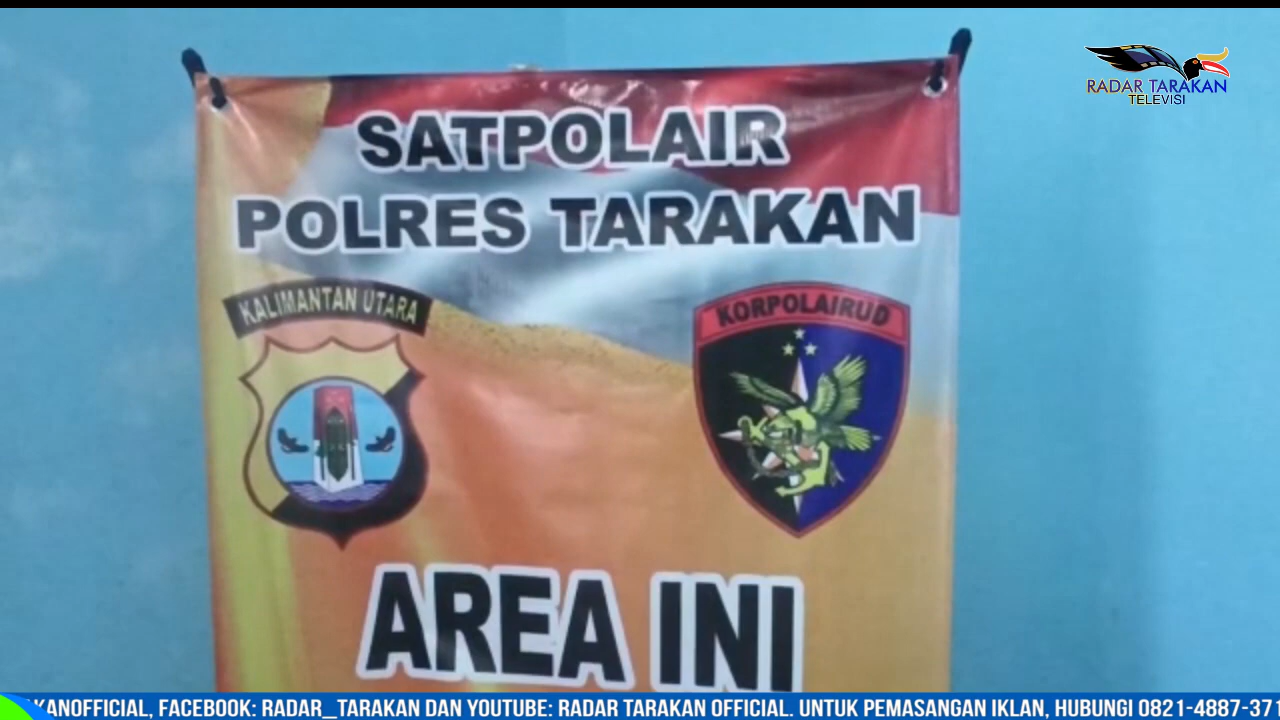 RADAR TARAKAN
TELEVISI
SATPOLAIR
POLRES TARAKAN
KALIMANTAN UTARA
KORPOLAIRUD
AREA INI
KANOFFICIAL, FACEBOOK: RADAR_TARAKAN DAN YOUTUBE: RADAR TARAKAN OFFICIAL. UNTUK PEMASANGAN IKLAN, HUBUNGI 0821-4887-371